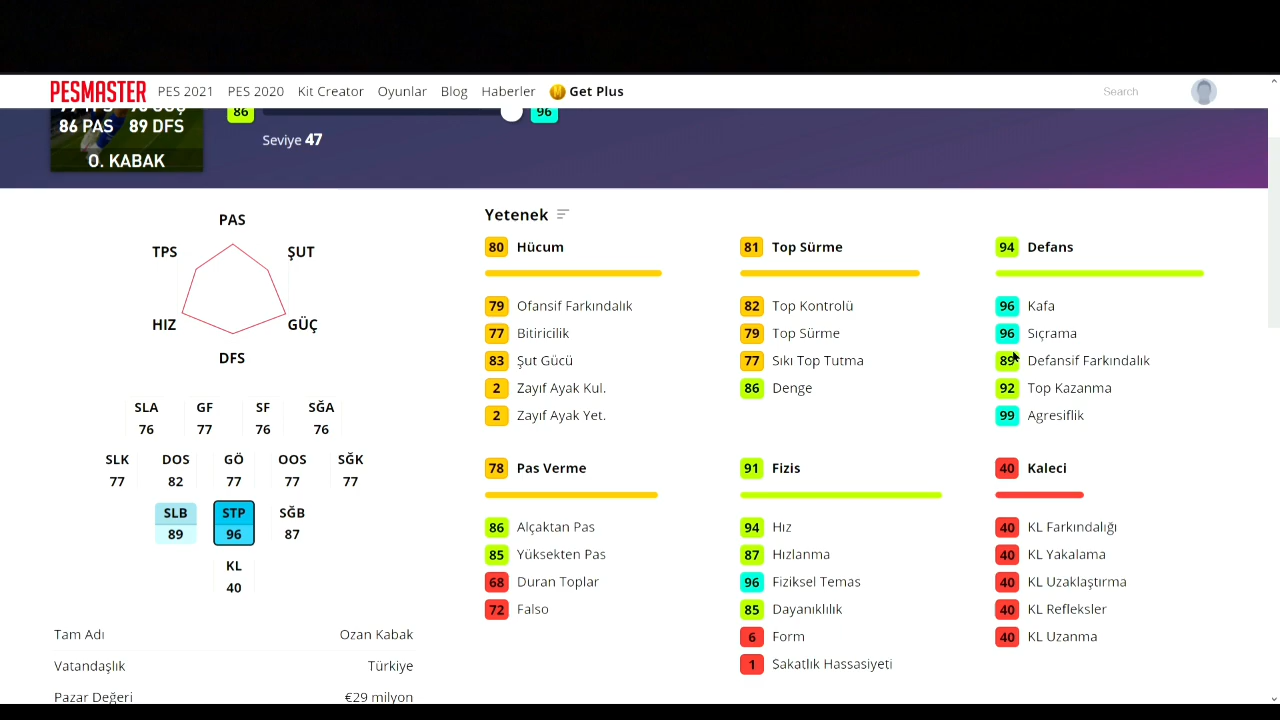 PESMASTER PES 2021 PES 2020 Kit Creator Oyunlar Blog Haberler Get Plus Search
86 96
86 PAS 89 DFS
Seviye 47
O. KABAK
PAS
TPS ŞUT
HIZ GÜÇ
DFS
SLA GF SF SĞA
76 77 76 76
SLK DOS GÖ OOS SĞK
77 82 77 77 77
SLB STP SĞB
89 96 87
KL
40
Tam Adı Ozan Kabak
Vatandaşlık Türkiye
Pazar Değeri €29 milyon
Yetenek
80 Hücum
79 Ofansif Farkındalık
77 Bitiricilik
83 Şut Gücü
2 Zayıf Ayak Kul.
2 Zayıf Ayak Yet.
81 Top Sürme
82 Top Kontrolü
79 Top Sürme
77 Sıkı Top Tutma
86 Denge
94 Defans
96 Kafa
96 Sıçrama
89 Defansif Farkındalık
92 Top Kazanma
99 Agresiflik
78 Pas Verme
86 Alçaktan Pas
85 Yüksekten Pas
68 Duran Toplar
72 Falso
91 Fizis
94 Hız
87 Hızlanma
96 Fiziksel Temas
85 Dayanıklılık
6 Form
1 Sakatlık Hassasiyeti
40 Kaleci
40 KL Farkındalığı
40 KL Yakalama
40 KL Uzaklaştırma
40 KL Refleksler
40 KL Uzanma